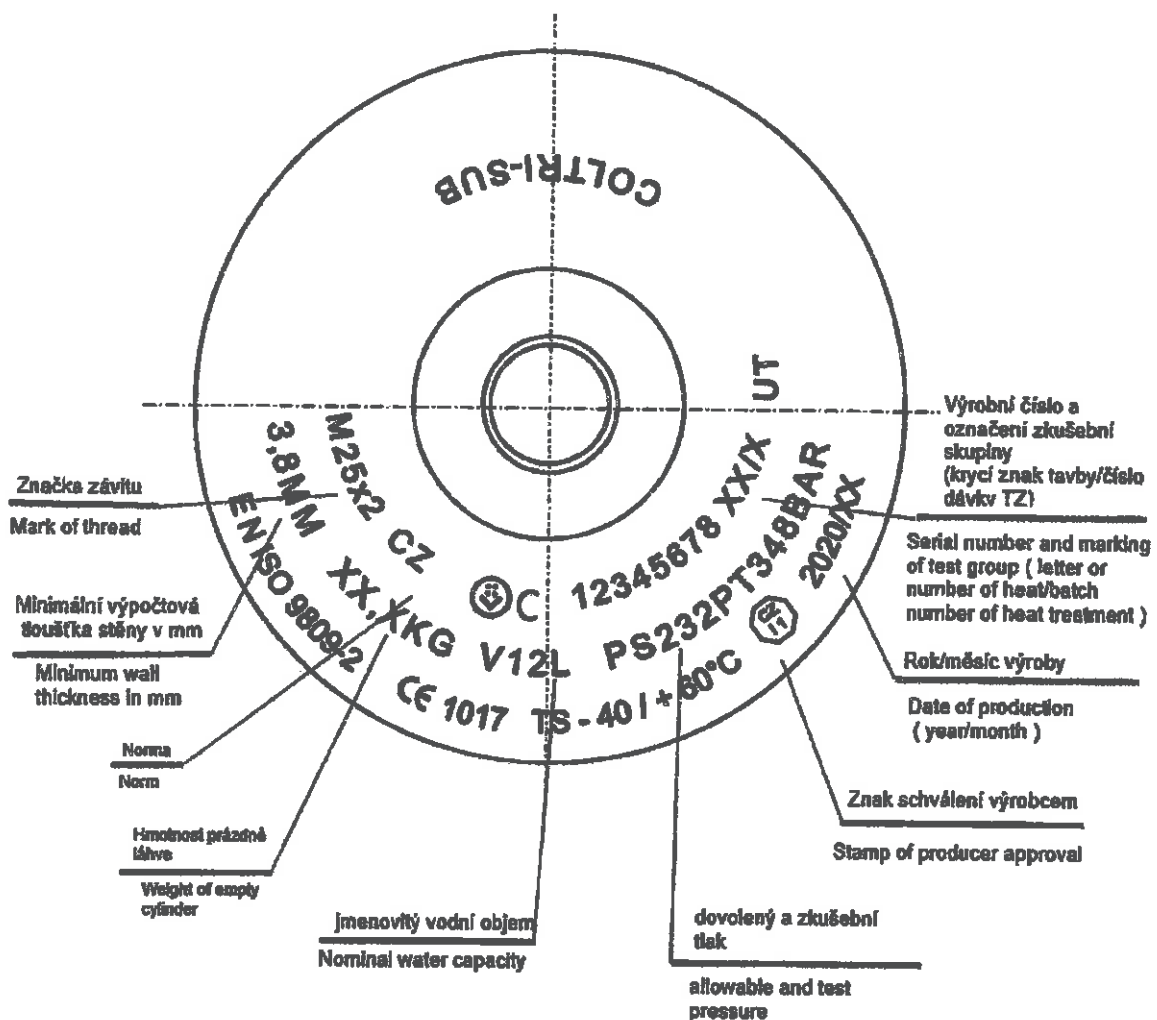 COLTRI-SUB
UT
M25x2 CZ
C 12345678 XX/X
3,8MM XX,XKG V12L PS232PT348BAR
EN ISO 9809-2 CE 1017 TS - 40 / + 60°C CZ 11 2020/XX
Značka závitu
Mark of thread
Minimální výpočtová
tloušťka stěny v mm
Minimum wall
thickness in mm
Norma
Norm
Hmotnost prázdné
láhve
Weight of empty
cylinder
jmenovitý vodní objem
Nominal water capacity
dovolený a zkušební
tlak
allowable and test
pressure
Znak schválení výrobcem
Stamp of producer approval
Rok/měsíc výroby
Date of production
( year/month )
Výrobní číslo a
označení zkušební
skupiny
(krycí znak tavby/číslo
dávkv TZ)
Serial number and marking
of test group ( letter or
number of heat/batch
number of heat treatment )